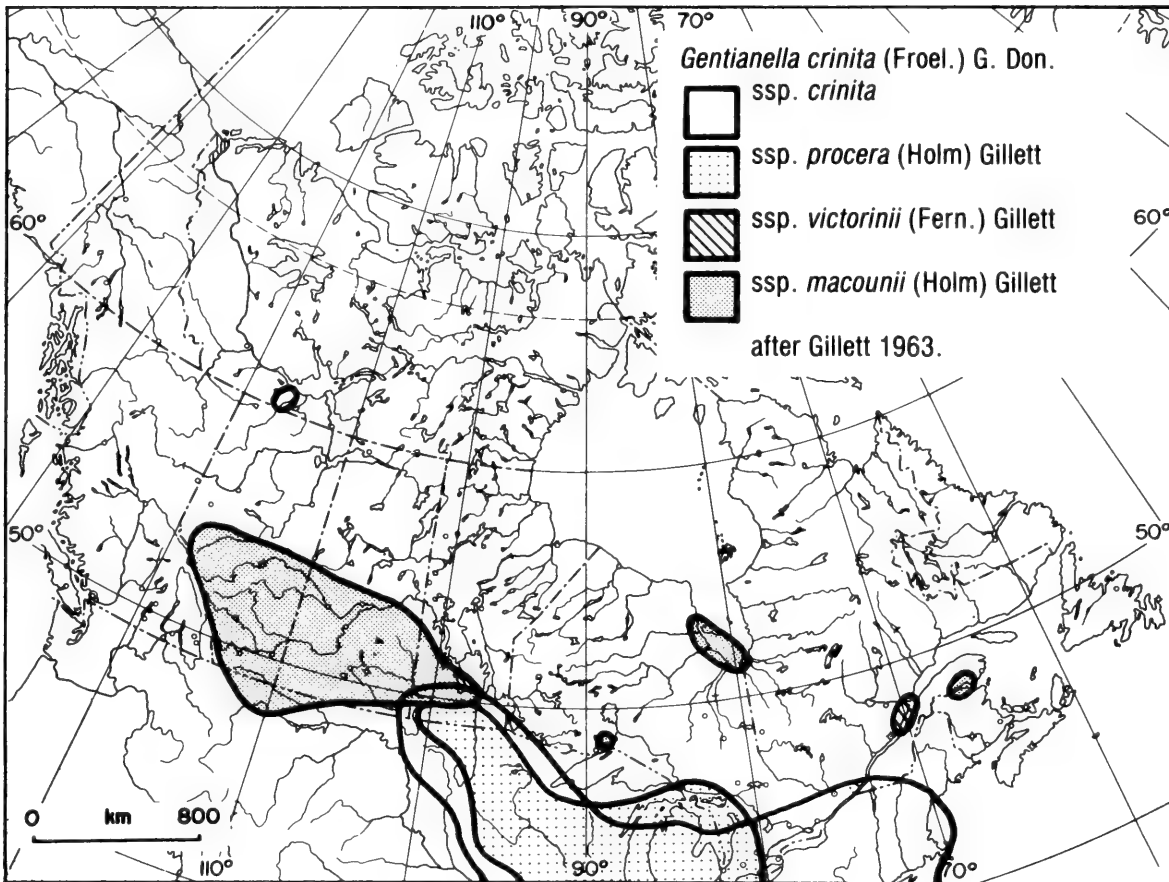 110° 90° 70°
Gentianella crinita (Froel.) G. Don.
ssp. crinita
ssp. procera (Holm) Gillett
ssp. victorinii (Fern.) Gillett
ssp. macounii (Holm) Gillett
after Gillett 1963.
60° 60°
50° 50°
0 km 800
110° 90° 70°